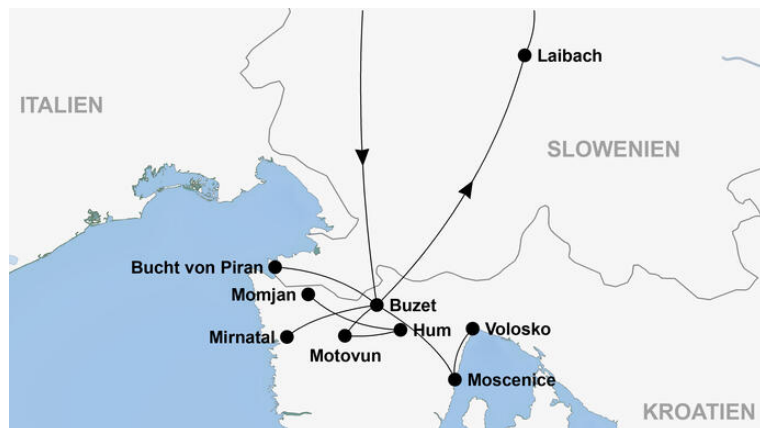 Laibach
ITALIEN
SLOWENIEN
Bucht von Piran
Momjan
Buzet
Mirnatal
Hum
Volosko
Motovun
Moscenice
KROATIEN